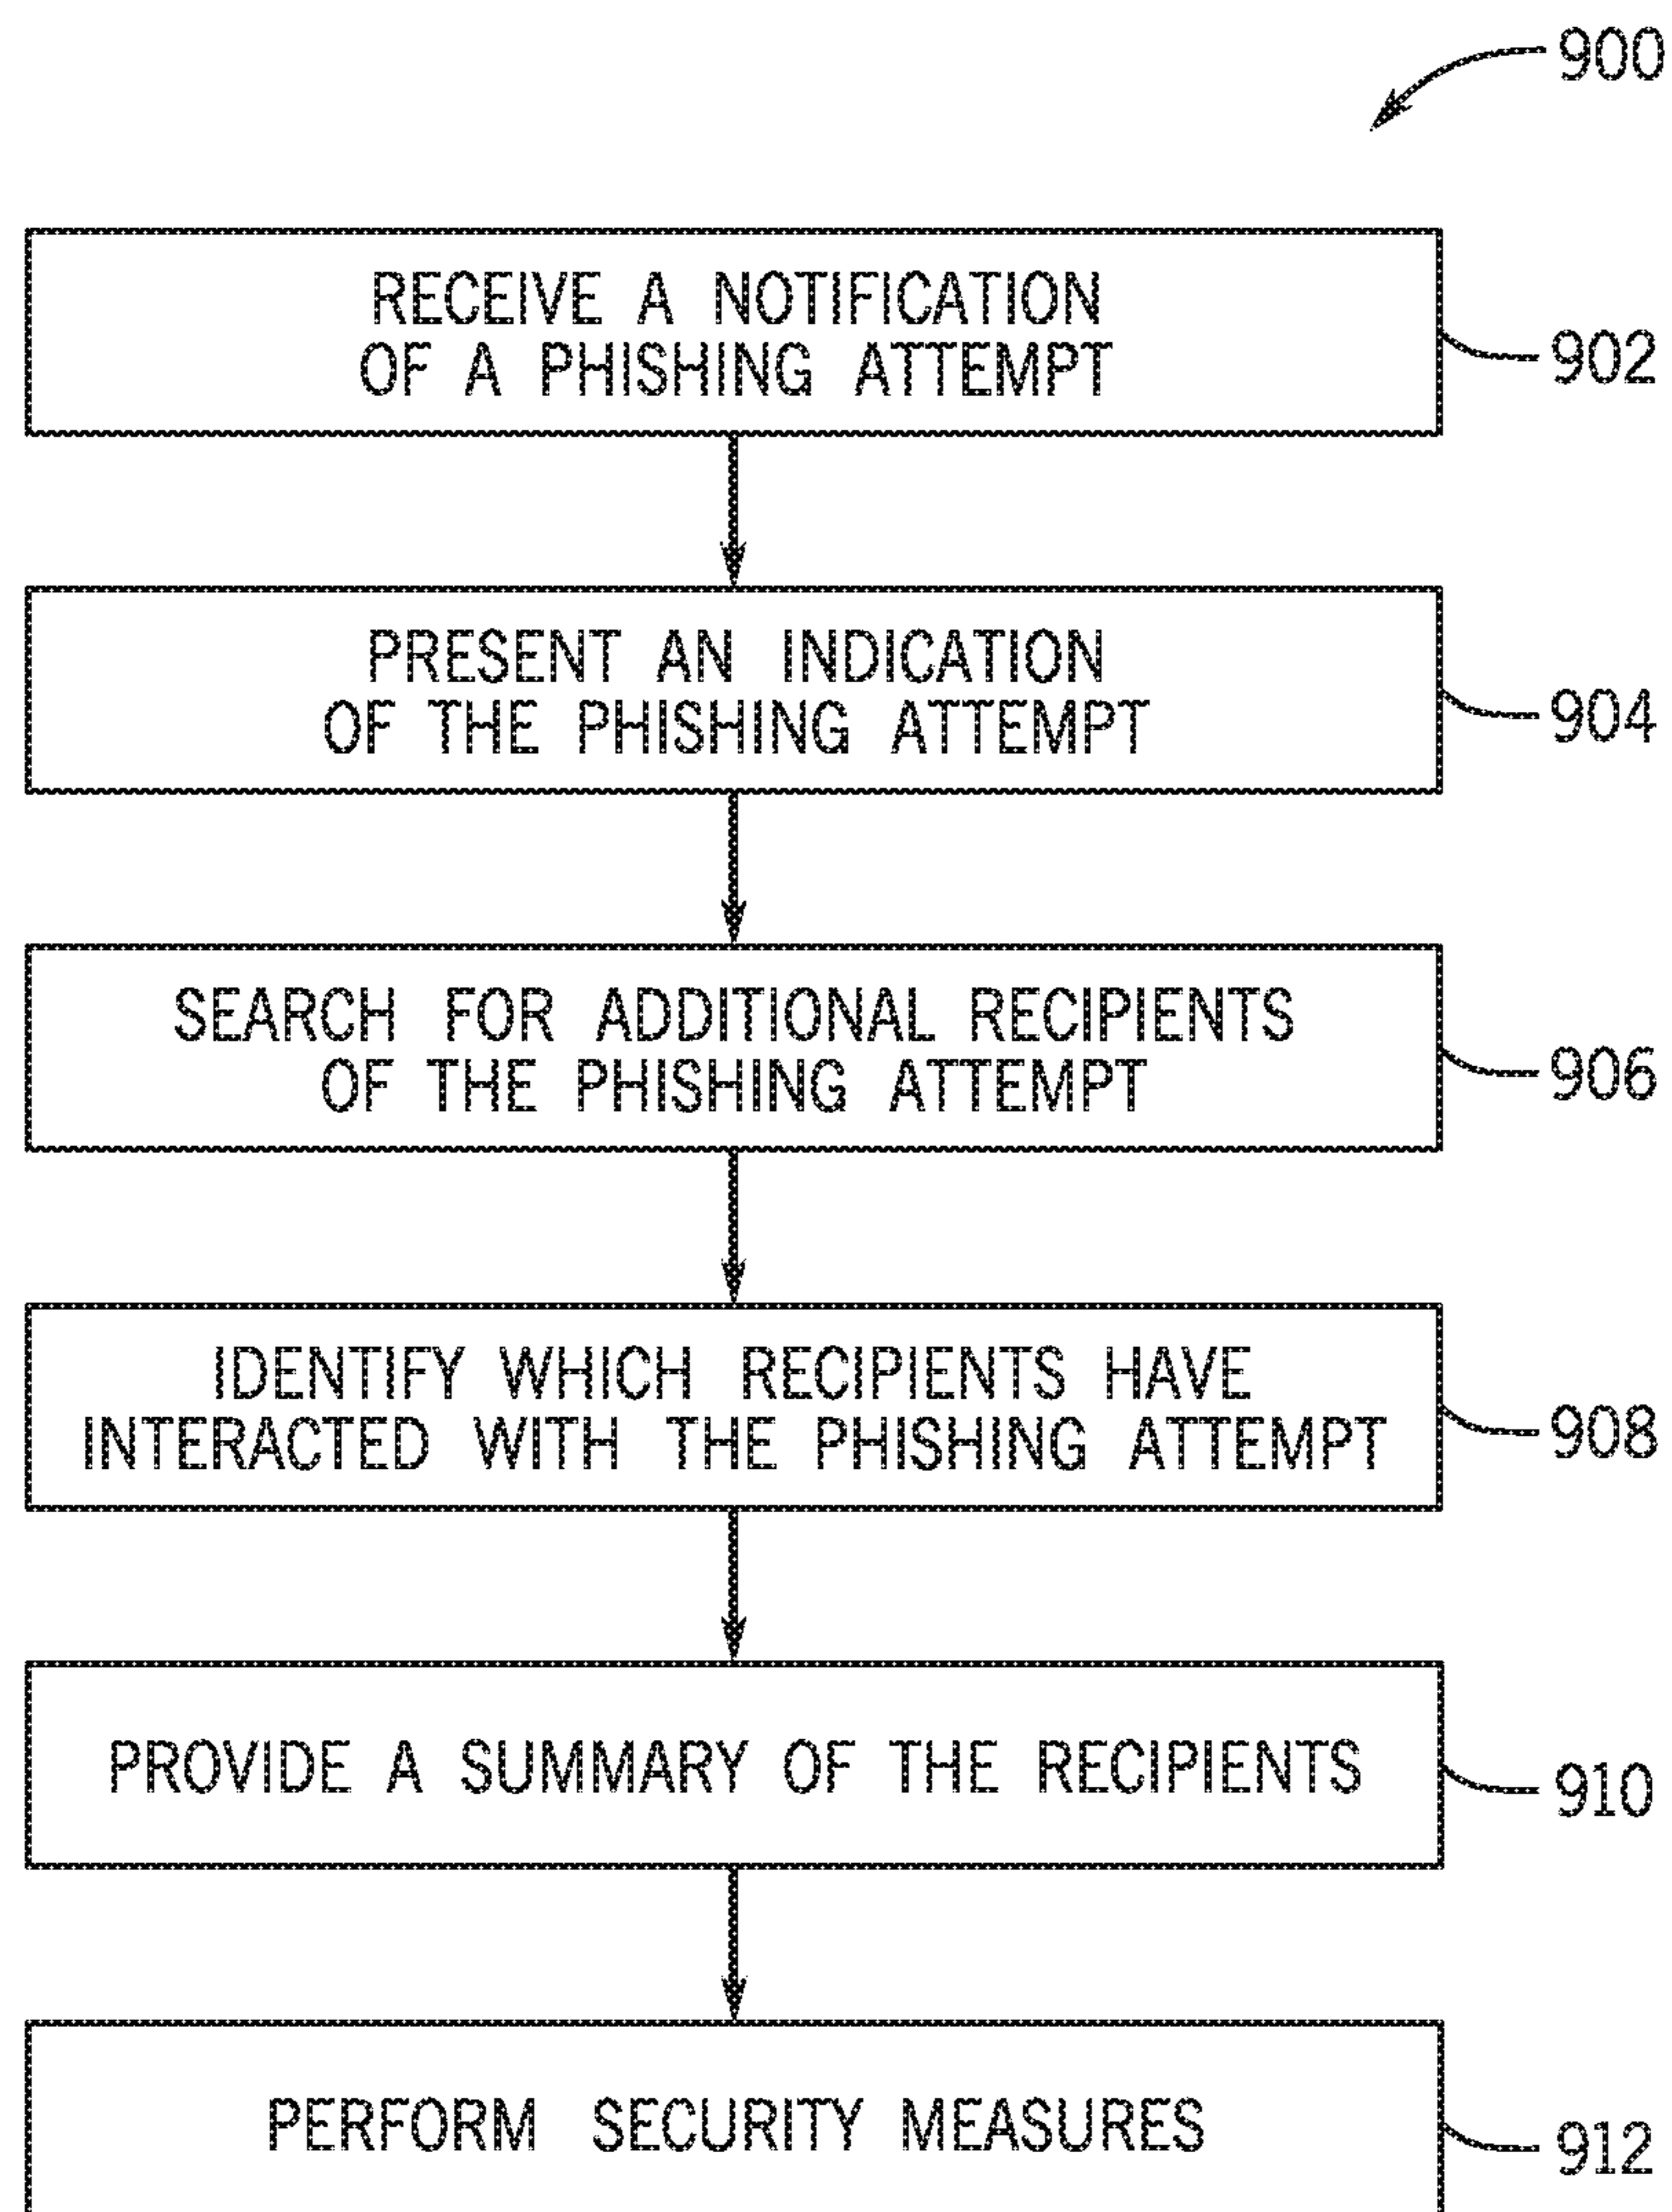 900
RECEIVE A NOTIFICATION
OF A PHISHING ATTEMPT
902
PRESENT AN INDICATION
OF THE PHISHING ATTEMPT
904
SEARCH FOR ADDITIONAL RECIPIENTS
OF THE PHISHING ATTEMPT
906
IDENTIFY WHICH RECIPIENTS HAVE
INTERACTED WITH THE PHISHING ATTEMPT
908
PROVIDE A SUMMARY OF THE RECIPIENTS
910
PERFORM SECURITY MEASURES
912